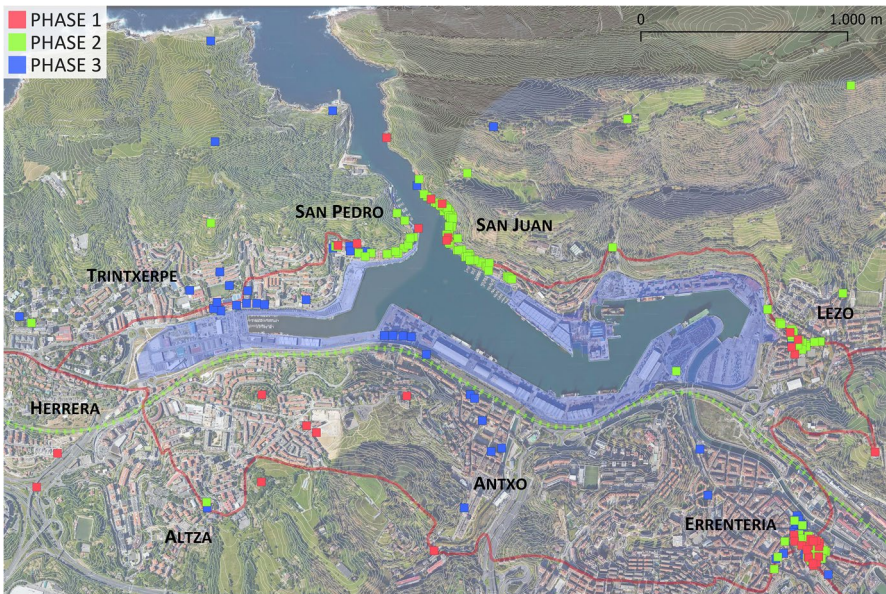 PHASE 1
PHASE 2
PHASE 3
0 1.000 m
SAN PEDRO
SAN JUAN
TRINTXERPE
LEZO
HERRERA
ANTXO
ALTZA
ERRENTERIA